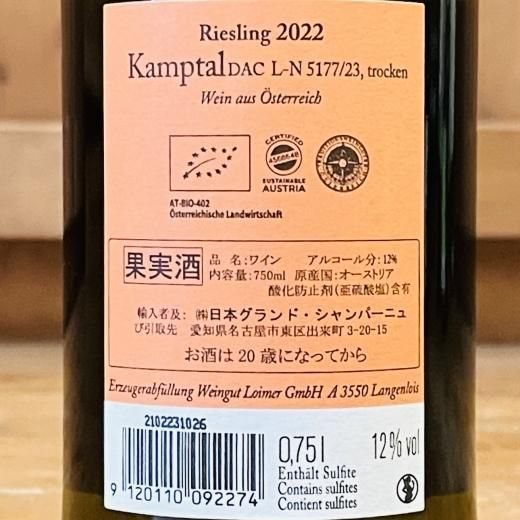 Riesling 2022
Kamptal DAC L-N 5177/23, trocken
Wein aus Österreich
CERTIFIED
4566648
SUSTAINABLE
AUSTRIA
AT-BIO-402
Österreichische Landwirtschaft
果実酒
品 名:ワイン アルコール分:12%
内容量:750ml 原産国:オーストリア
酸化防止剤(亜硫酸塩)含有
輸入者及: ㈱日本グランド・シャンパーニュ
び引取先 愛知県名古屋市東区出来町3-20-15
お酒は20歳になってから
Erzeugerabfüllung Weingut Loimer GmbH A 3550 Langenlois
2102231026
9 120110 092274
0,75l 12% vol
Enthält Sulfite
Contains sulfites
Contient sulfites